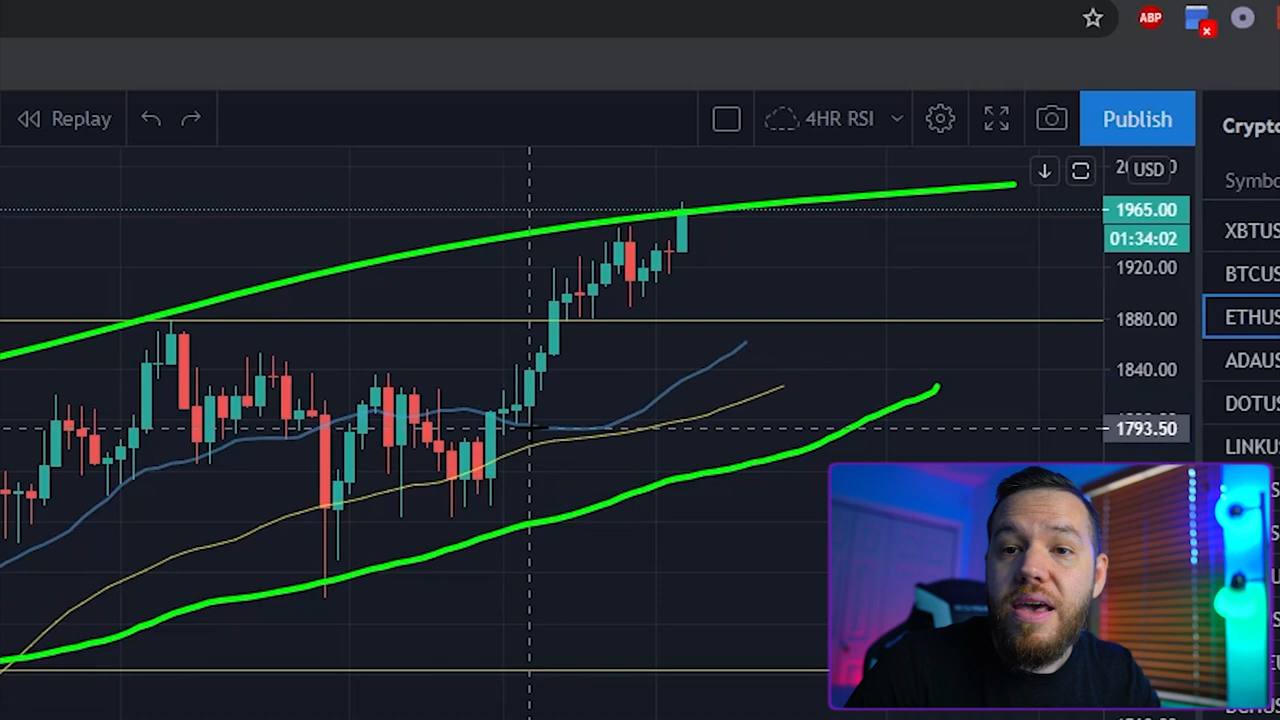 ABP
Replay
4HR RSI
Publish
Crypto
USD
Symbo
1965.00
01:34:02
XBTUS
1920.00
BTCUS
1880.00
ETHUS
1840.00
ADAUS
DOTUS
1793.50
LINKUS